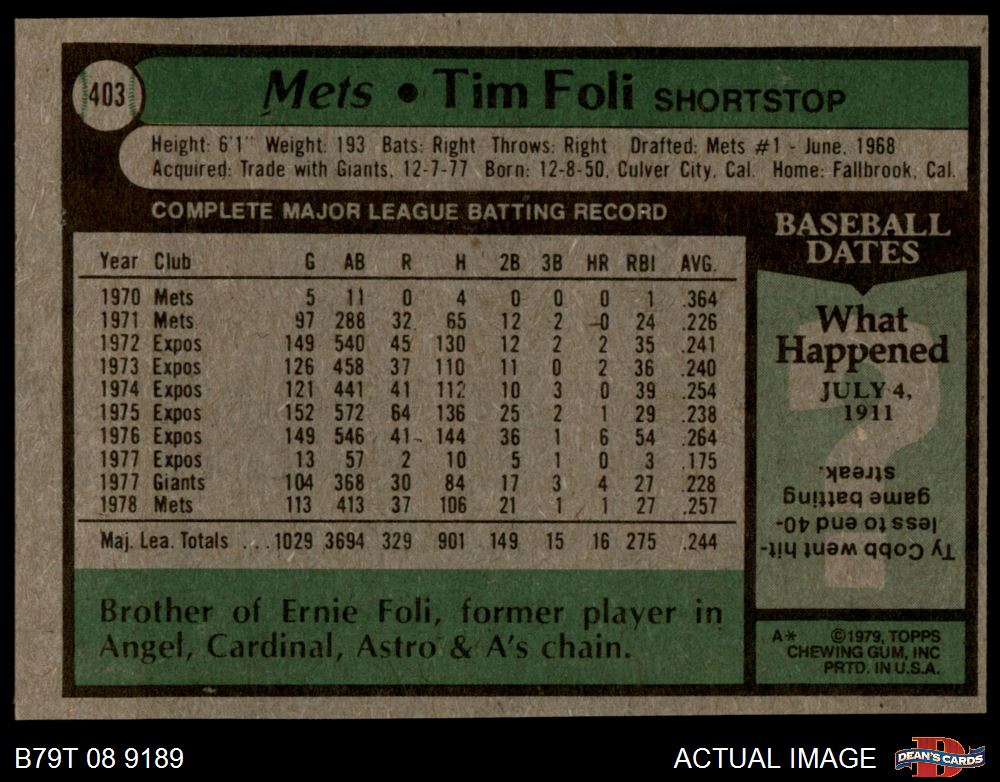 403 Mets • Tim Foli SHORTSTOP
Height: 6'1" Weight: 193 Bats: Right Throws: Right Drafted: Mets #1 - June, 1968
Acquired: Trade with Giants, 12-7-77 Born: 12-8-50, Culver City, Cal. Home: Fallbrook, Cal.
COMPLETE MAJOR LEAGUE BATTING RECORD
Year Club G AB R H 2B 3B HR RBI AVG.
1970 Mets 5 11 0 4 0 0 0 1 .364
1971 Mets 97 288 32 65 12 2 0 24 .226
1972 Expos 149 540 45 130 12 2 2 35 .241
1973 Expos 126 458 37 110 11 0 2 36 .240
1974 Expos 121 441 41 112 10 3 0 39 .254
1975 Expos 152 572 64 136 25 2 1 29 .238
1976 Expos 149 546 41 144 36 1 6 54 .264
1977 Expos 13 57 2 10 5 1 0 3 .175
1977 Giants 104 368 30 84 17 3 4 27 .228
1978 Mets 113 413 37 106 21 1 1 27 .257
Maj. Lea. Totals ...1029 3694 329 901 149 15 16 275 .244
Brother of Ernie Foli, former player in
Angel, Cardinal, Astro & A's chain.
BASEBALL
DATES
What
Happened
JULY 4,
1911
Ty Cobb went hit-
less to end 40-
game batting
streak.
A* ©1979, TOPPS
CHEWING GUM, INC
PRTD. IN U.S.A.
B79T 08 9189
ACTUAL IMAGE
DEAN'S CARDS